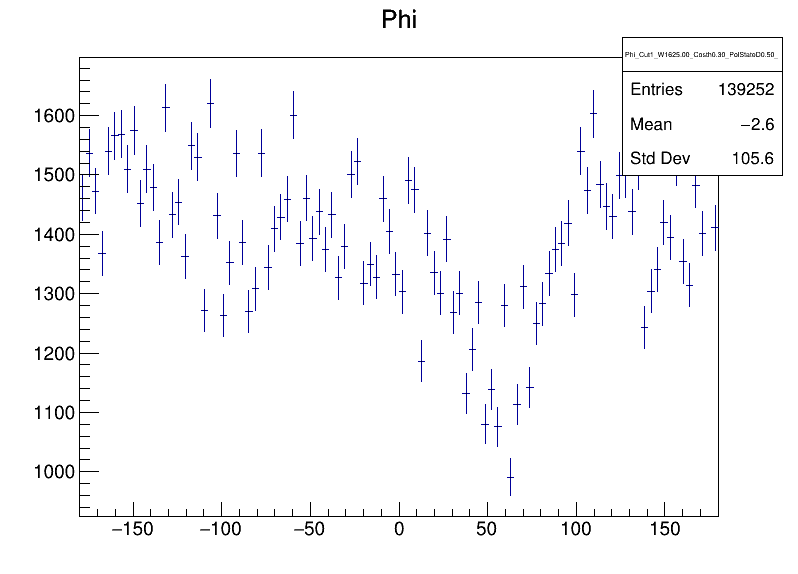 Phi
Phi_Cut1_W1625.00_Costh0.30_PolStateD0.50_
Entries 139252
Mean −2.6
Std Dev 105.6
1600
1500
1400
1300
1200
1100
1000
−150 −100 −50 0 50 100 150